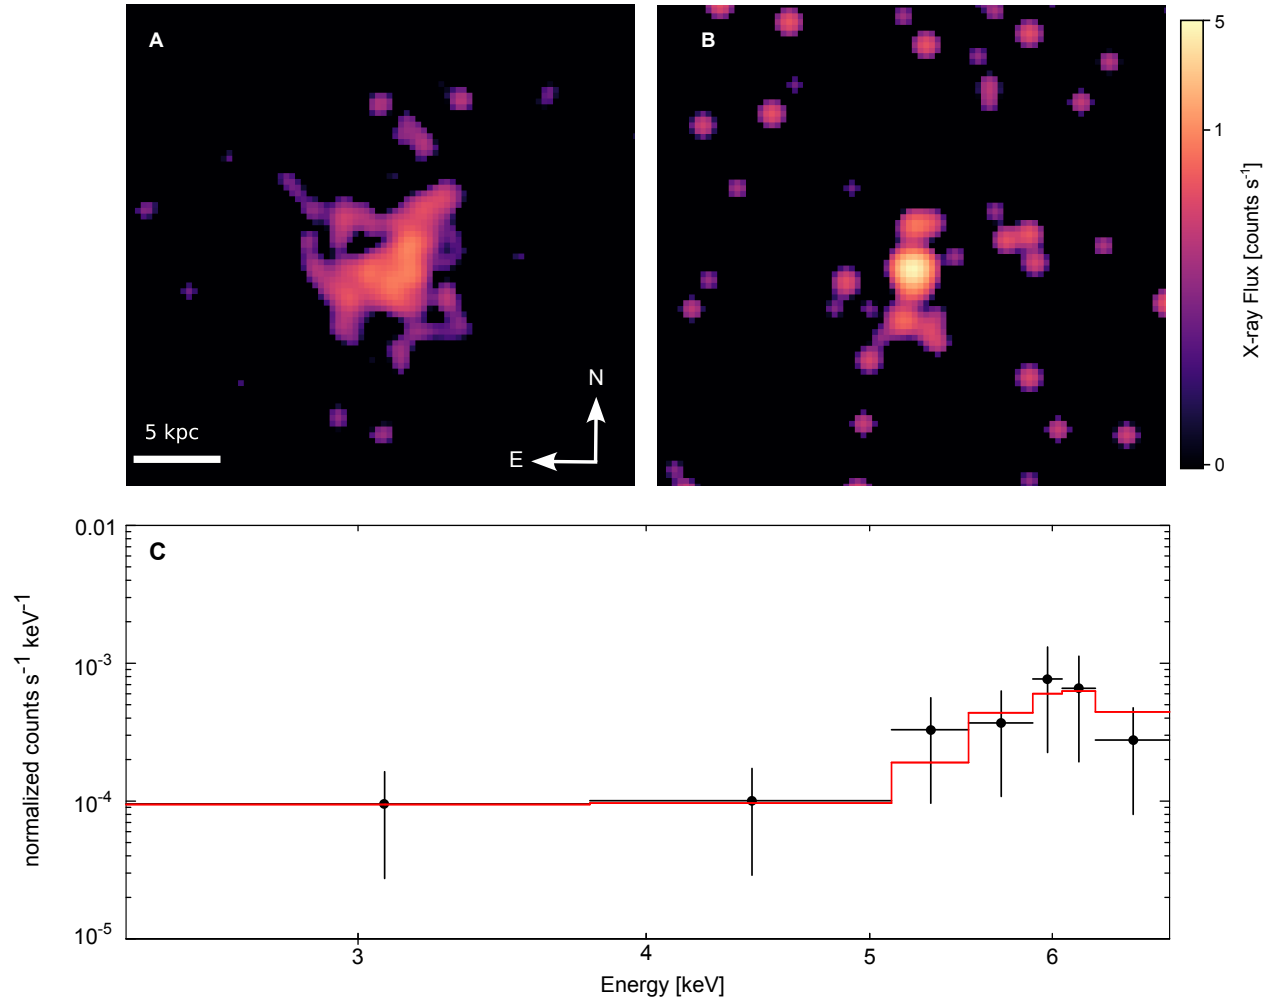 A
B
5
1
0
X-ray Flux [counts s⁻¹]
N
E
5 kpc
C
0.01
10⁻³
10⁻⁴
10⁻⁵
normalized counts s⁻¹ keV⁻¹
3
4
5
6
Energy [keV]